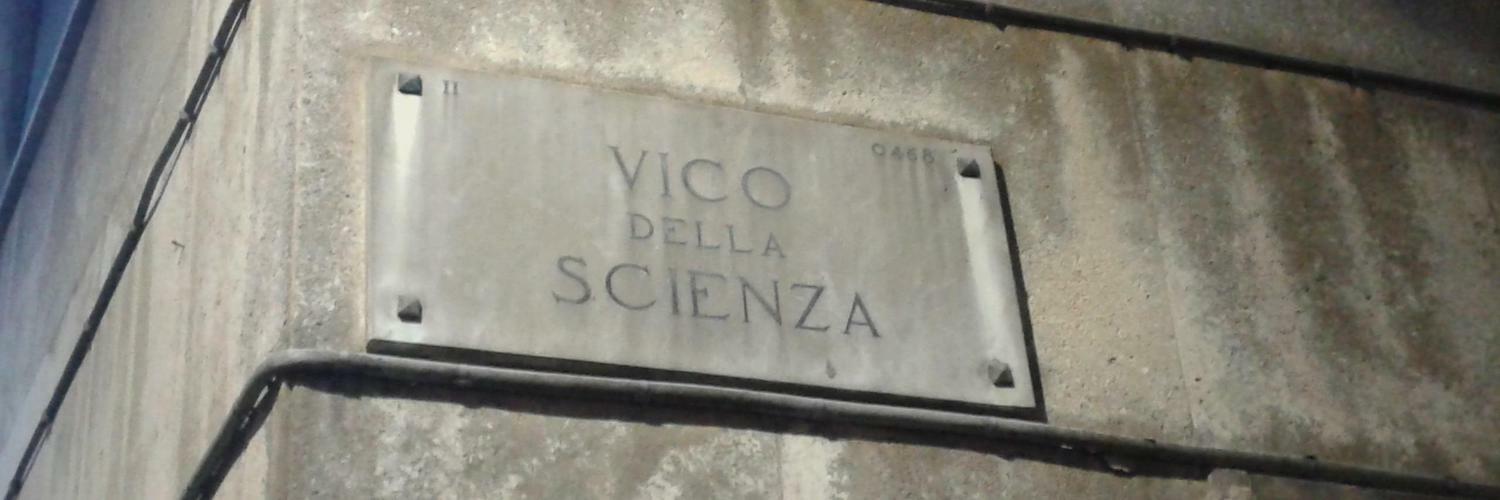 II
0468
VICO
DELLA
SCIENZA